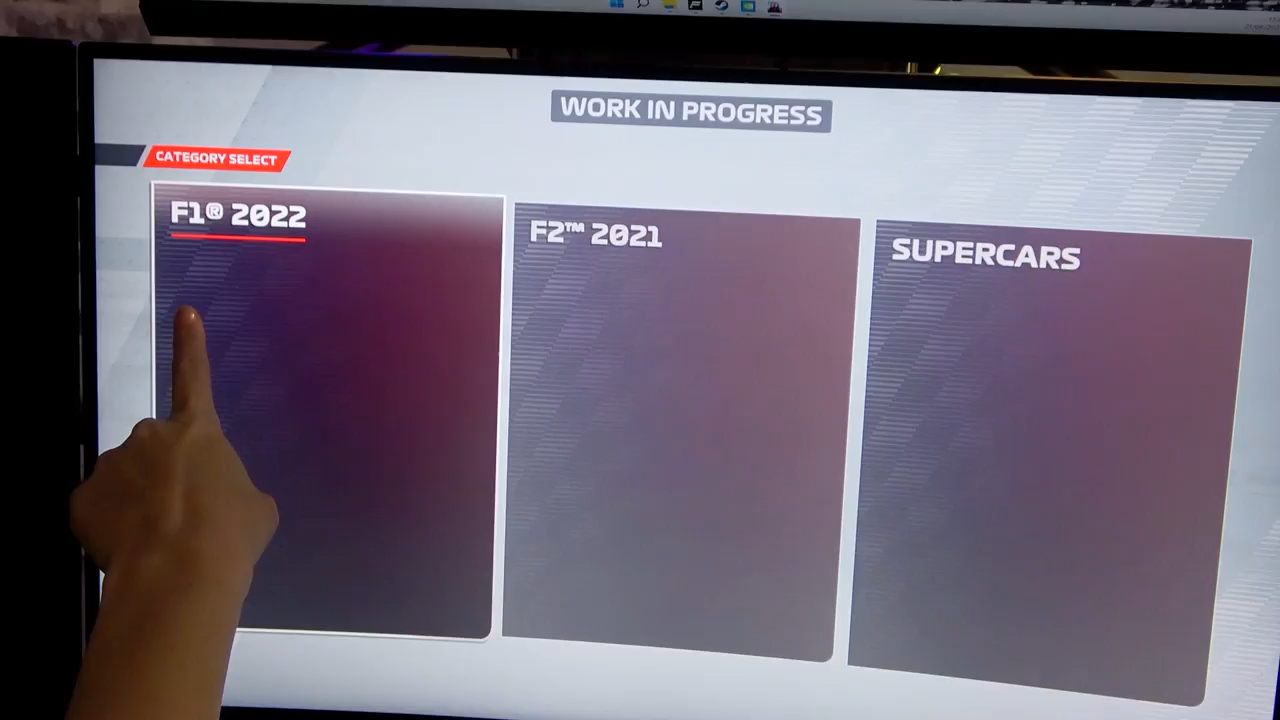 WORK IN PROGRESS
CATEGORY SELECT
F1® 2022
F2™ 2021
SUPERCARS